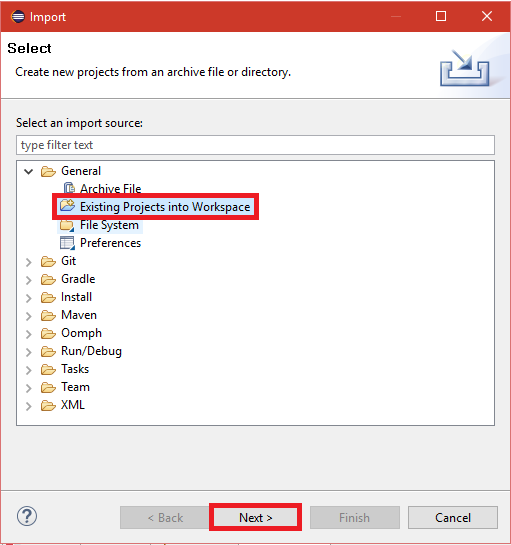 Import
Select
Create new projects from an archive file or directory.
Select an import source:
type filter text
General
Archive File
Existing Projects into Workspace
File System
Preferences
Git
Gradle
Install
Maven
Oomph
Run/Debug
Tasks
Team
XML
?
< Back Next > Finish Cancel